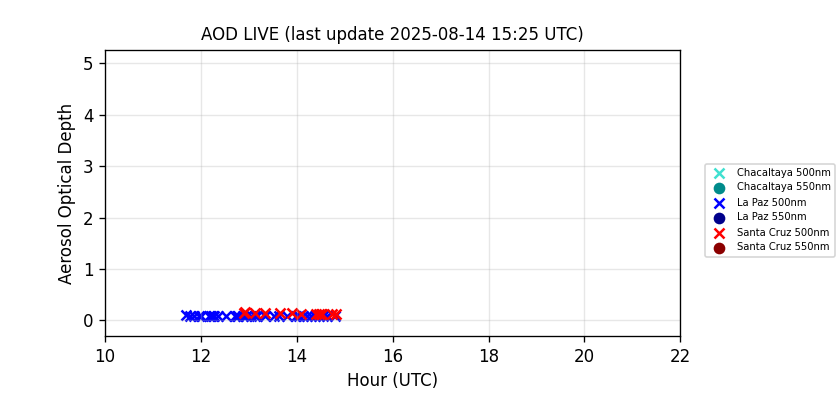 AOD LIVE (last update 2025-08-14 15:25 UTC)
Aerosol Optical Depth
5
4
3
2
1
0
10 12 14 16 18 20 22
Hour (UTC)
Chacaltaya 500nm
Chacaltaya 550nm
La Paz 500nm
La Paz 550nm
Santa Cruz 500nm
Santa Cruz 550nm